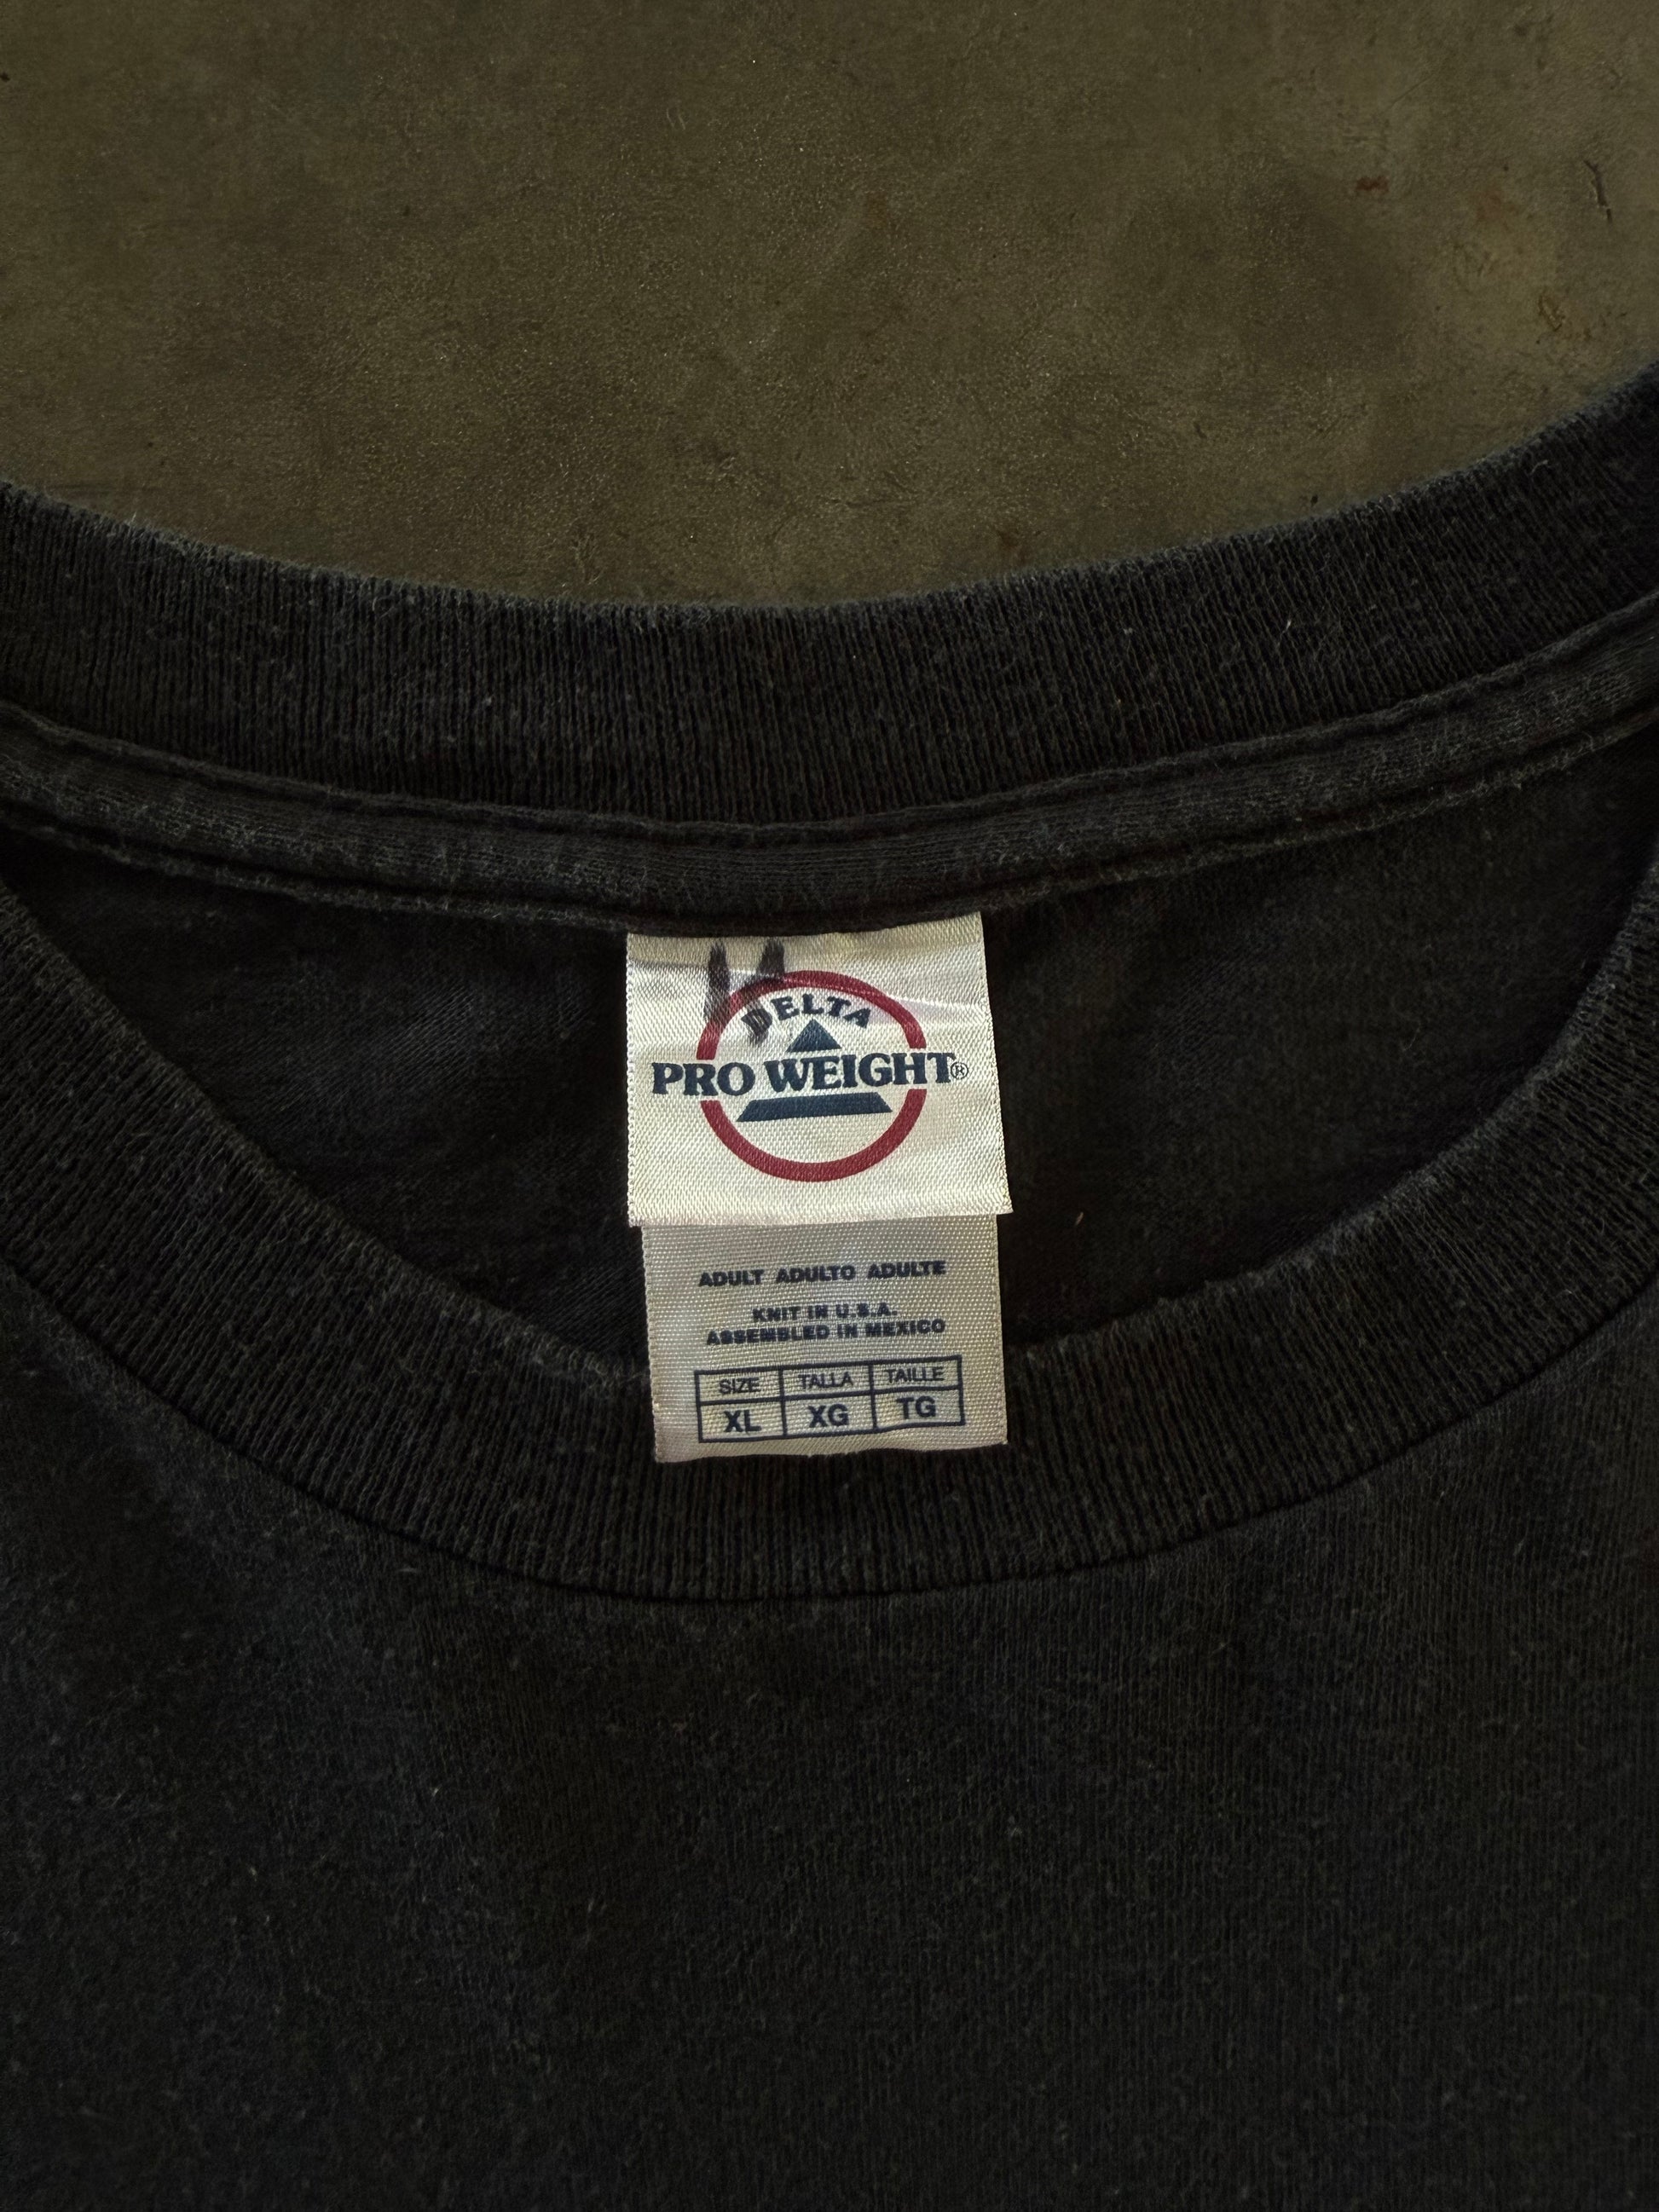 DELTA
PRO WEIGHT®
ADULT ADULTO ADULTE
KNIT IN U.S.A.
ASSEMBLED IN MEXICO
SIZE TALLA TAILLE
XL XG TG